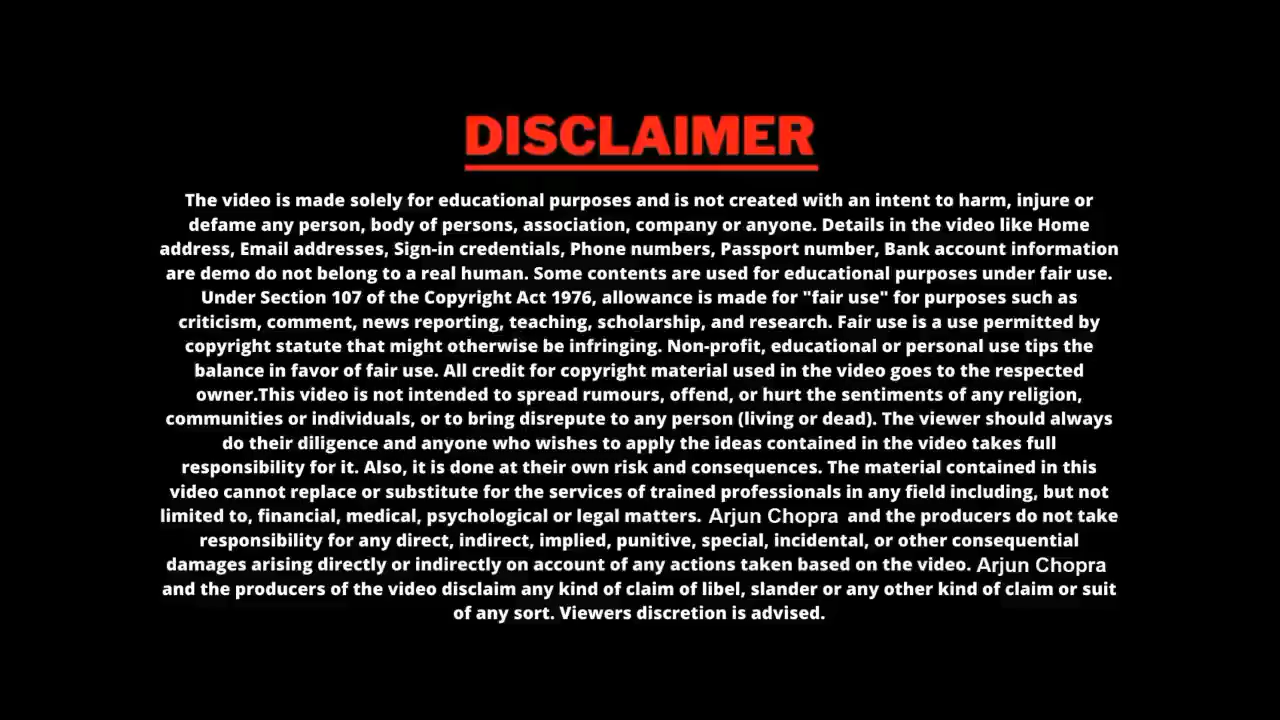 DISCLAIMER
The video is made solely for educational purposes and is not created with an intent to harm, injure or
defame any person, body of persons, association, company or anyone. Details in the video like Home
address, Email addresses, Sign-in credentials, Phone numbers, Passport number, Bank account information
are demo do not belong to a real human. Some contents are used for educational purposes under fair use.
Under Section 107 of the Copyright Act 1976, allowance is made for "fair use" for purposes such as
criticism, comment, news reporting, teaching, scholarship, and research. Fair use is a use permitted by
copyright statute that might otherwise be infringing. Non-profit, educational or personal use tips the
balance in favor of fair use. All credit for copyright material used in the video goes to the respected
owner.This video is not intended to spread rumours, offend, or hurt the sentiments of any religion,
communities or individuals, or to bring disrepute to any person (living or dead). The viewer should always
do their diligence and anyone who wishes to apply the ideas contained in the video takes full
responsibility for it. Also, it is done at their own risk and consequences. The material contained in this
video cannot replace or substitute for the services of trained professionals in any field including, but not
limited to, financial, medical, psychological or legal matters. Arjun Chopra and the producers do not take
responsibility for any direct, indirect, implied, punitive, special, incidental, or other consequential
damages arising directly or indirectly on account of any actions taken based on the video. Arjun Chopra
and the producers of the video disclaim any kind of claim of libel, slander or any other kind of claim or suit
of any sort. Viewers discretion is advised.